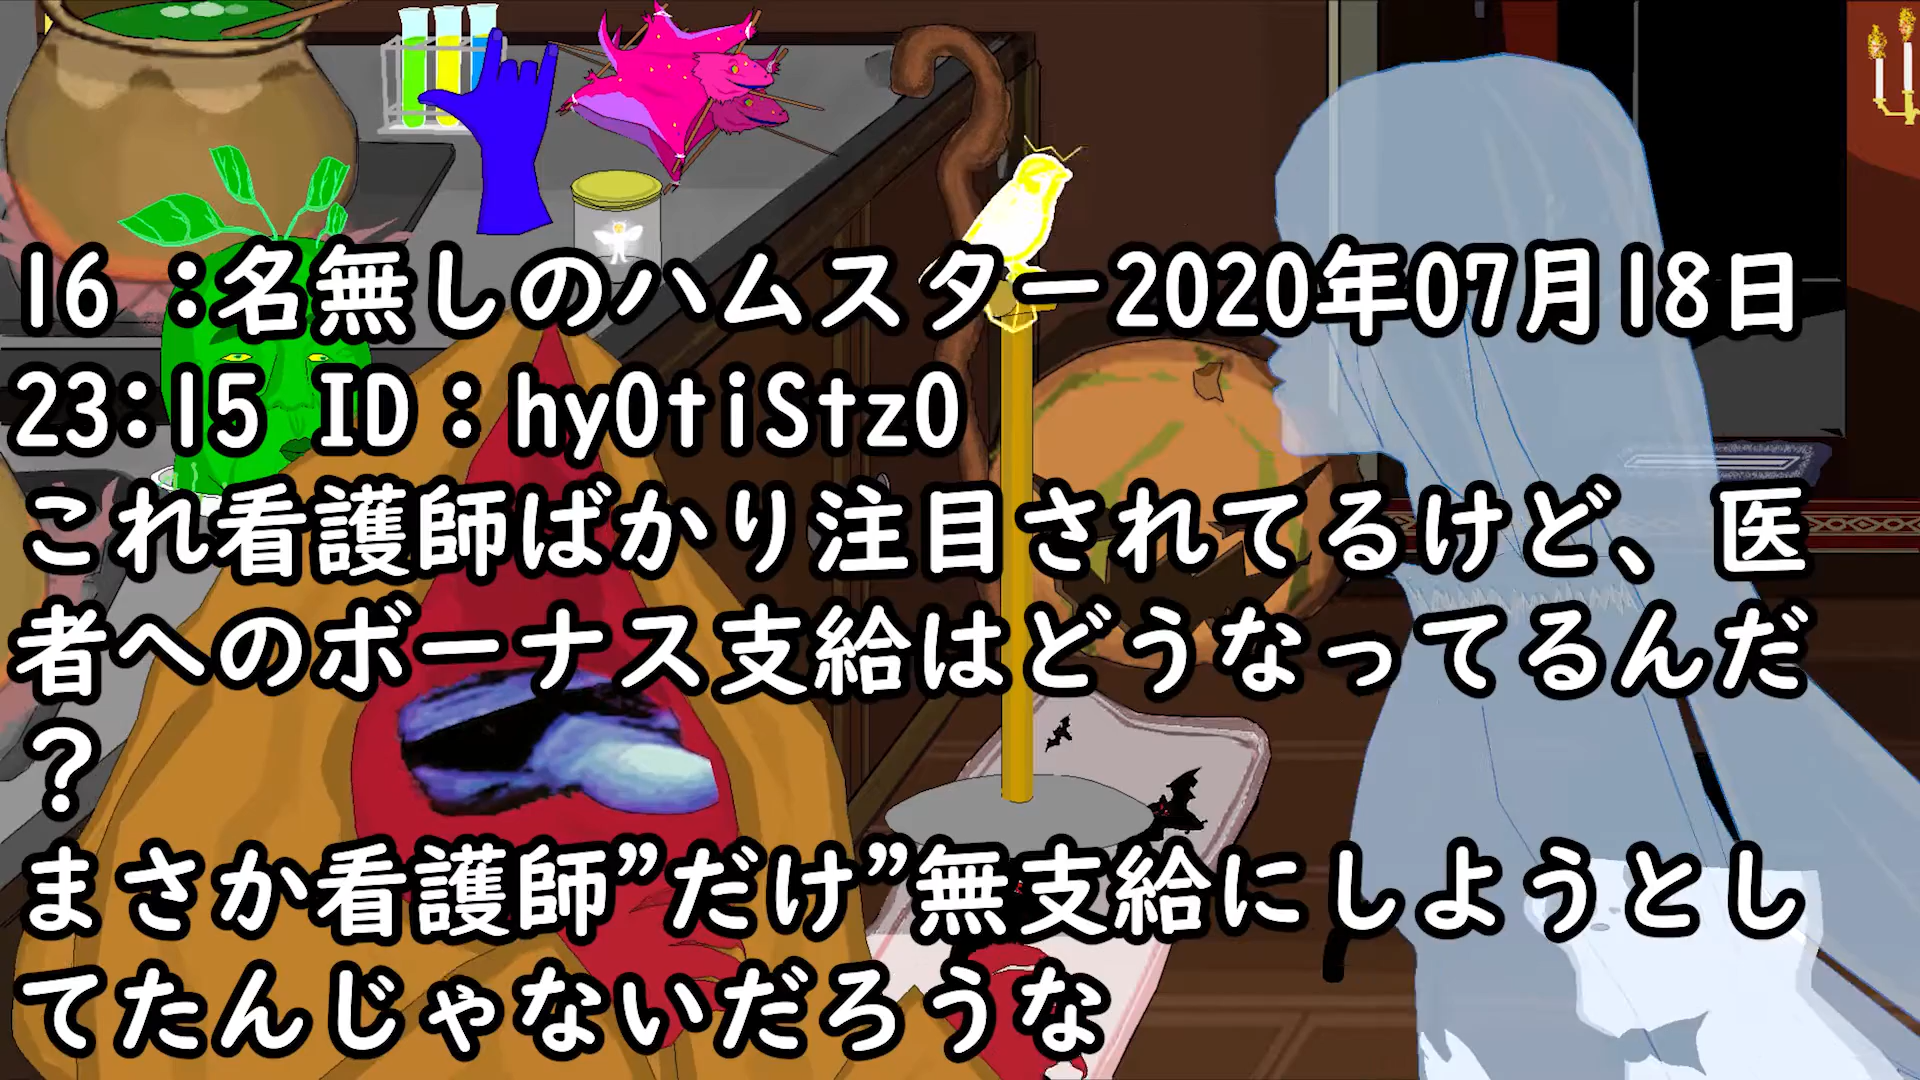 16 :名無しのハムスター2020年07月18日
23:15 ID：hy0tiStz0
これ看護師ばかり注目されてるけど、医
者へのボーナス支給はどうなってるんだ
？
まさか看護師”だけ”無支給にしようとし
てたんじゃないだろうな